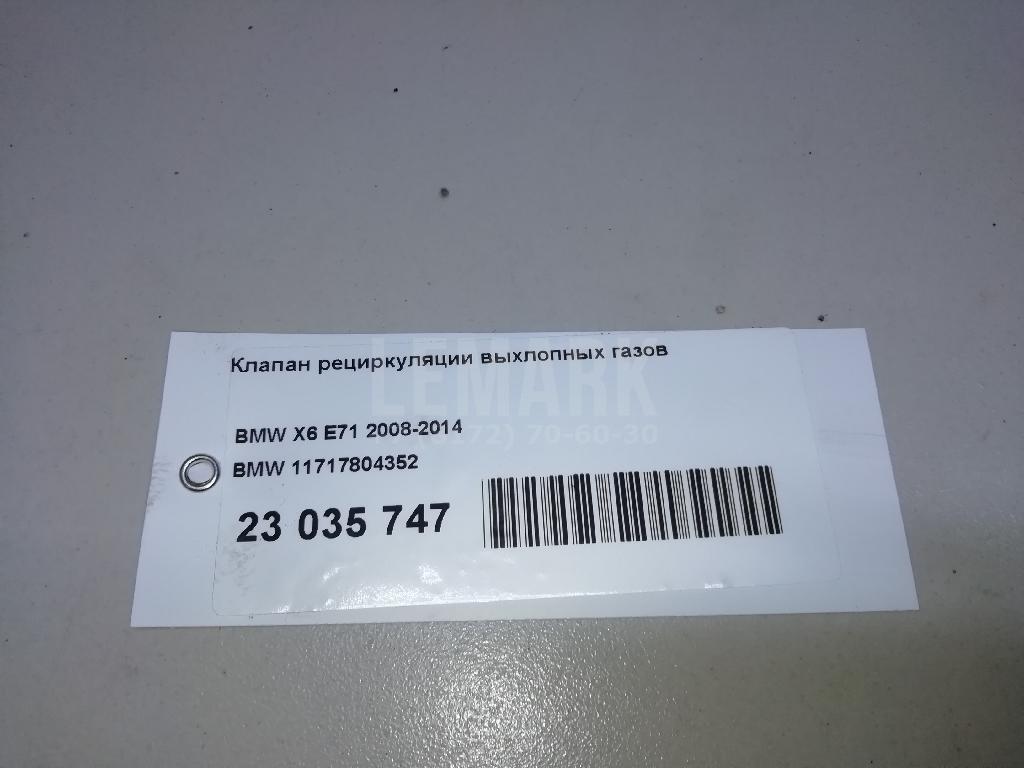 Клапан рециркуляции выхлопных газов
LEMARK
BMW X6 E71 2008-2014
72) 70-60-30
BMW 11717804352
23 035 747